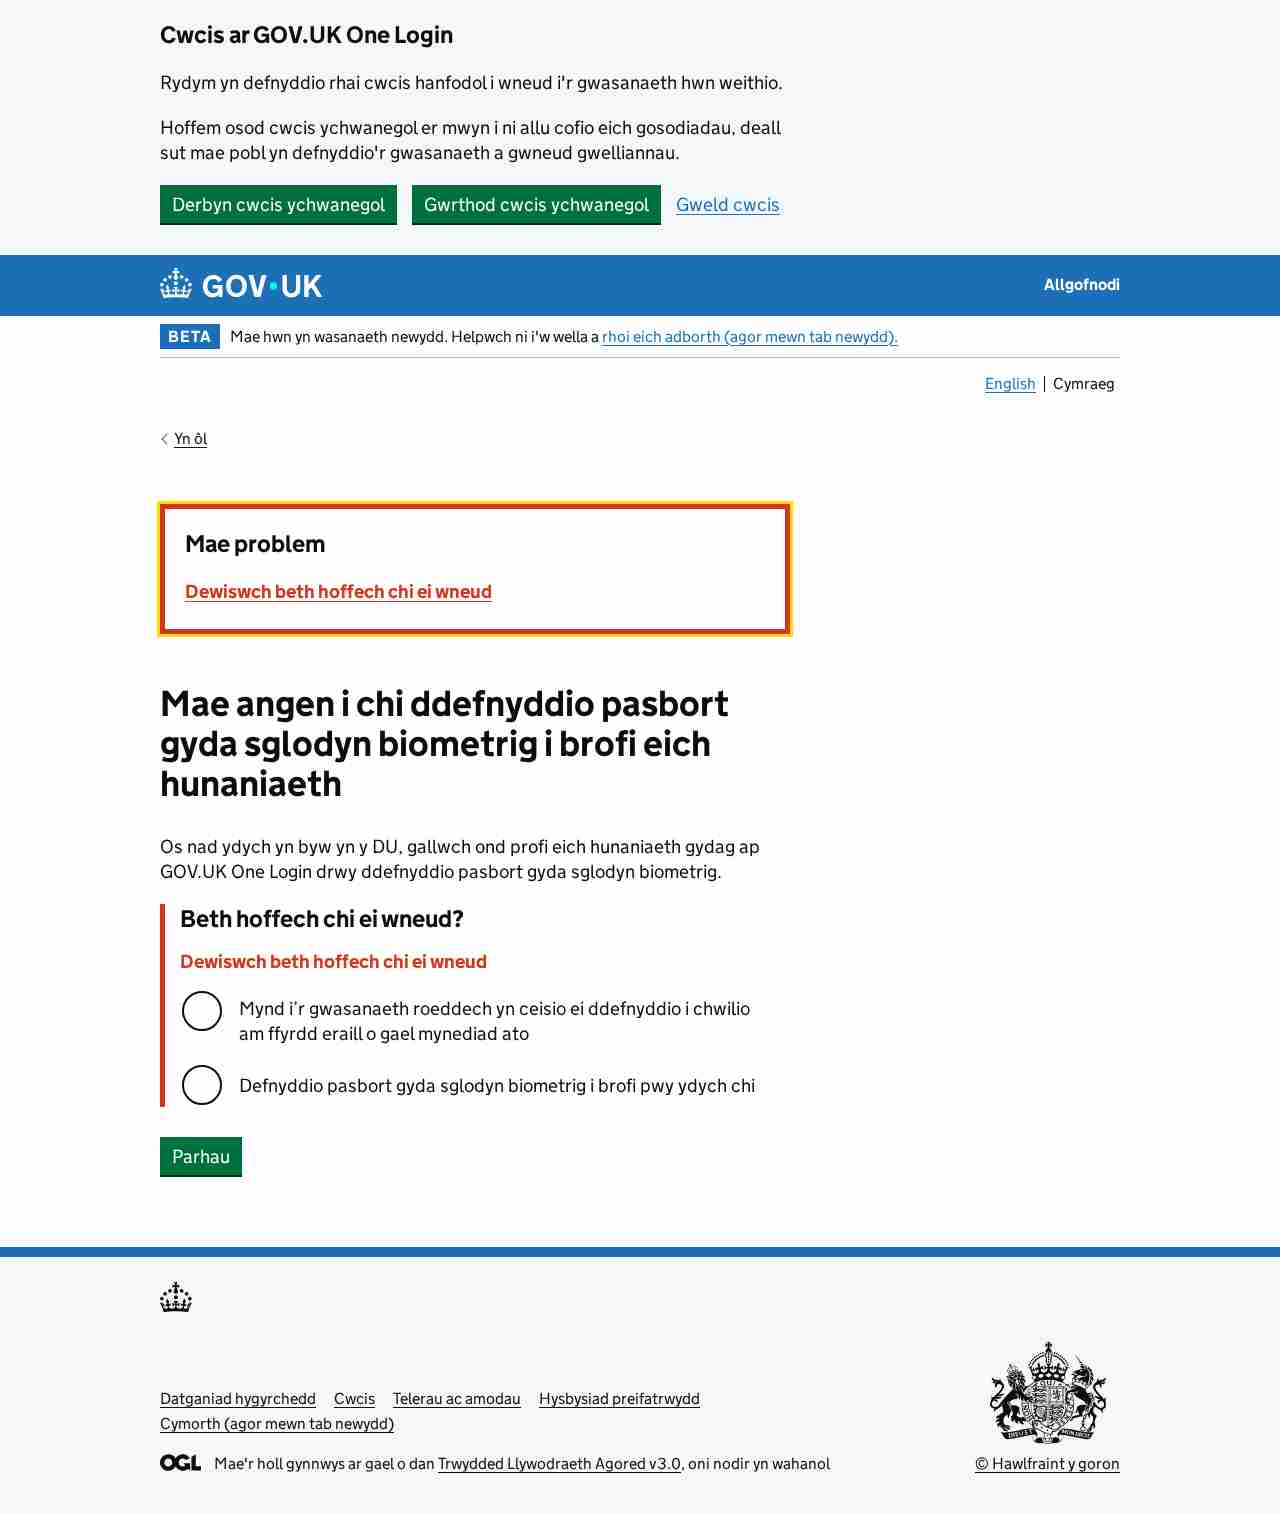 Cwcis ar GOV.UK One Login
Rydym yn defnyddio rhai cwcis hanfodol i wneud i'r gwasanaeth hwn weithio.
Hoffem osod cwcis ychwanegol er mwyn i ni allu cofio eich gosodiadau, deall
sut mae pobl yn defnyddio'r gwasanaeth a gwneud gwelliannau.
Derbyn cwcis ychwanegol Gwrthod cwcis ychwanegol Gweld cwcis
GOV.UK Allgofnodi
BETA Mae hwn yn wasanaeth newydd. Helpwch ni i'w wella a rhoi eich adborth (agor mewn tab newydd).
English Cymraeg
Yn ôl
Mae problem
Dewiswch beth hoffech chi ei wneud
Mae angen i chi ddefnyddio pasbort
gyda sglodyn biometrig i brofi eich
hunaniaeth
Os nad ydych yn byw yn y DU, gallwch ond profi eich hunaniaeth gydag ap
GOV.UK One Login drwy ddefnyddio pasbort gyda sglodyn biometrig.
Beth hoffech chi ei wneud?
Dewiswch beth hoffech chi ei wneud
Mynd i’r gwasanaeth roeddech yn ceisio ei ddefnyddio i chwilio
am ffyrdd eraill o gael mynediad ato
Defnyddio pasbort gyda sglodyn biometrig i brofi pwy ydych chi
Parhau
Datganiad hygyrchedd Cwcis Telerau ac amodau Hysbysiad preifatrwydd
Cymorth (agor mewn tab newydd)
OGL Mae'r holl gynnwys ar gael o dan Trwydded Llywodraeth Agored v3.0, oni nodir yn wahanol
© Hawlfraint y goron